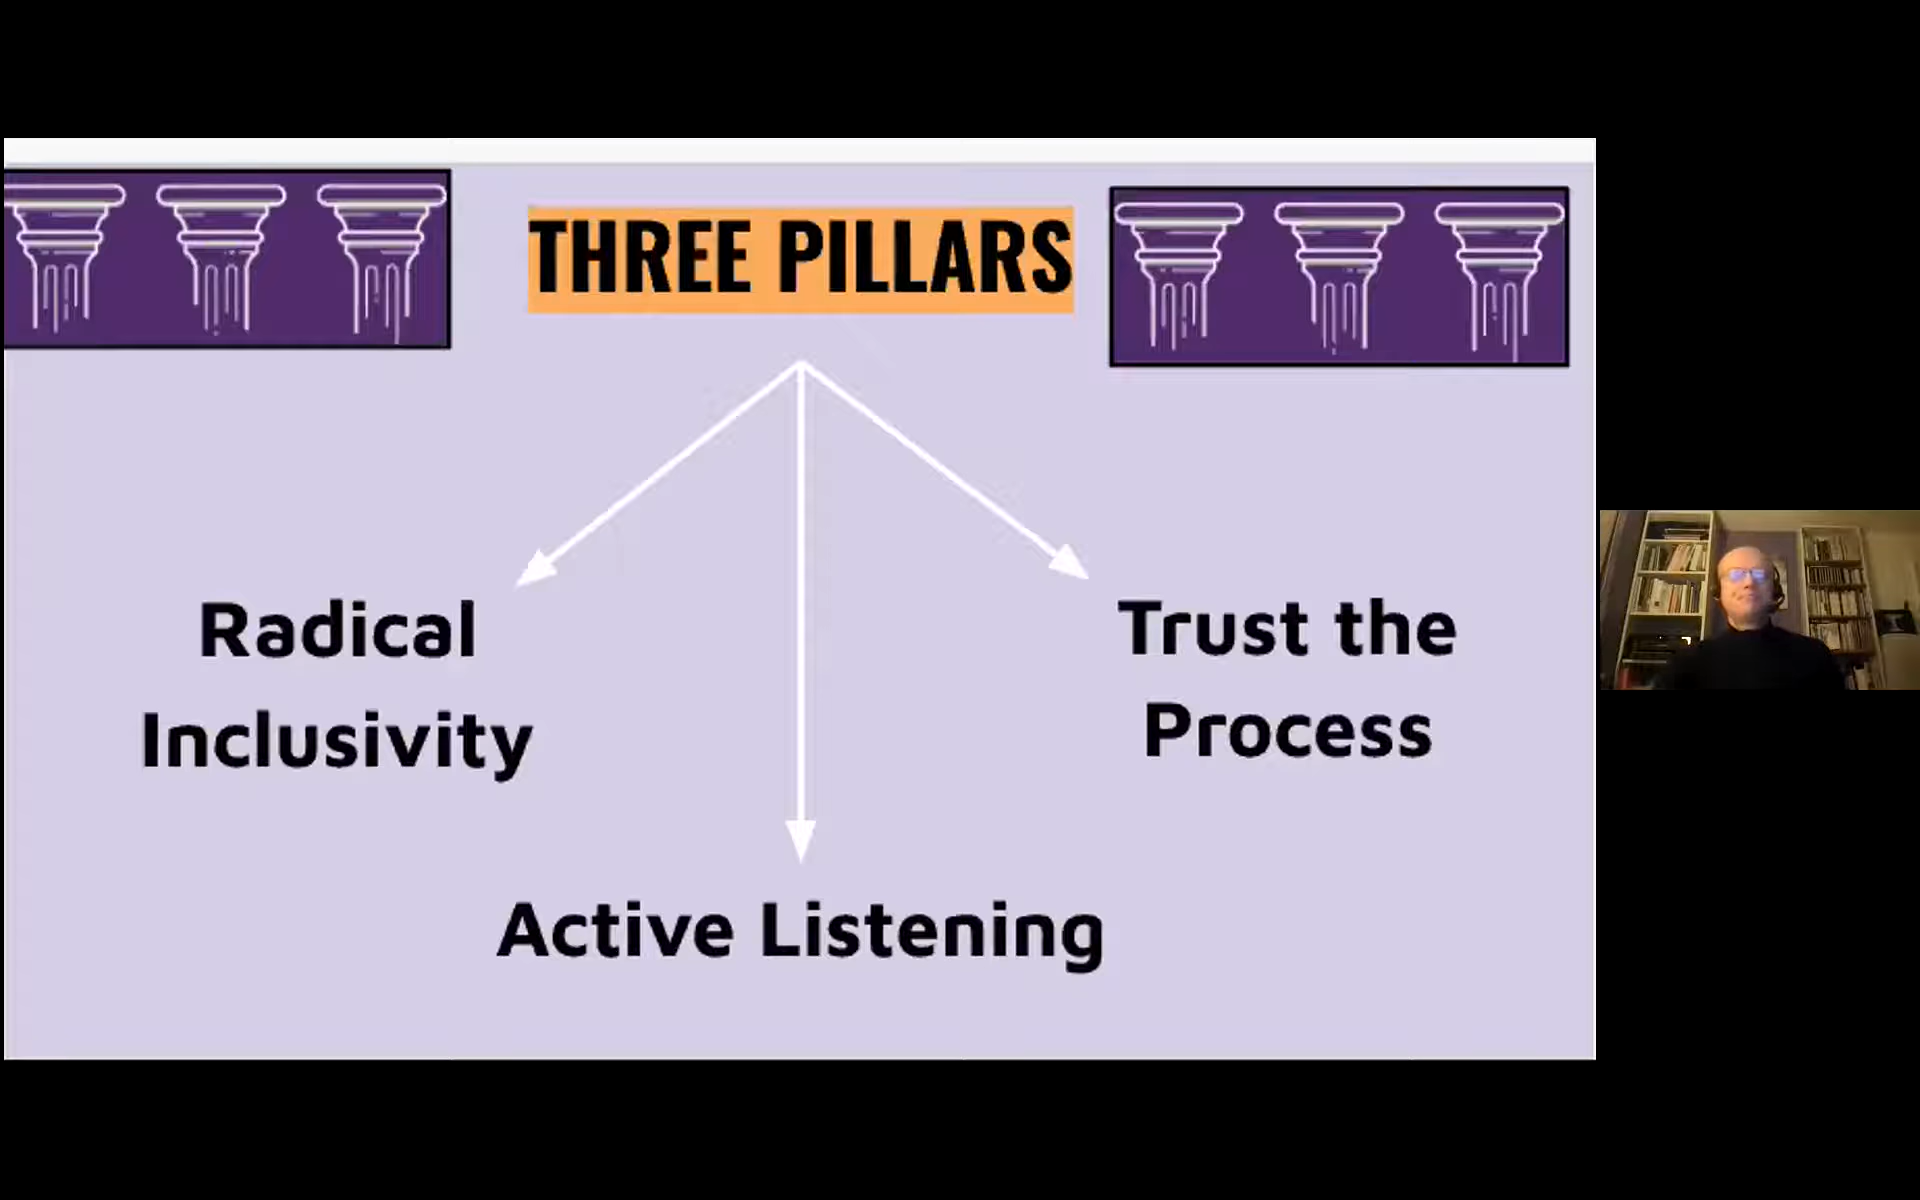 THREE PILLARS
Radical
Inclusivity
Trust the
Process
Active Listening